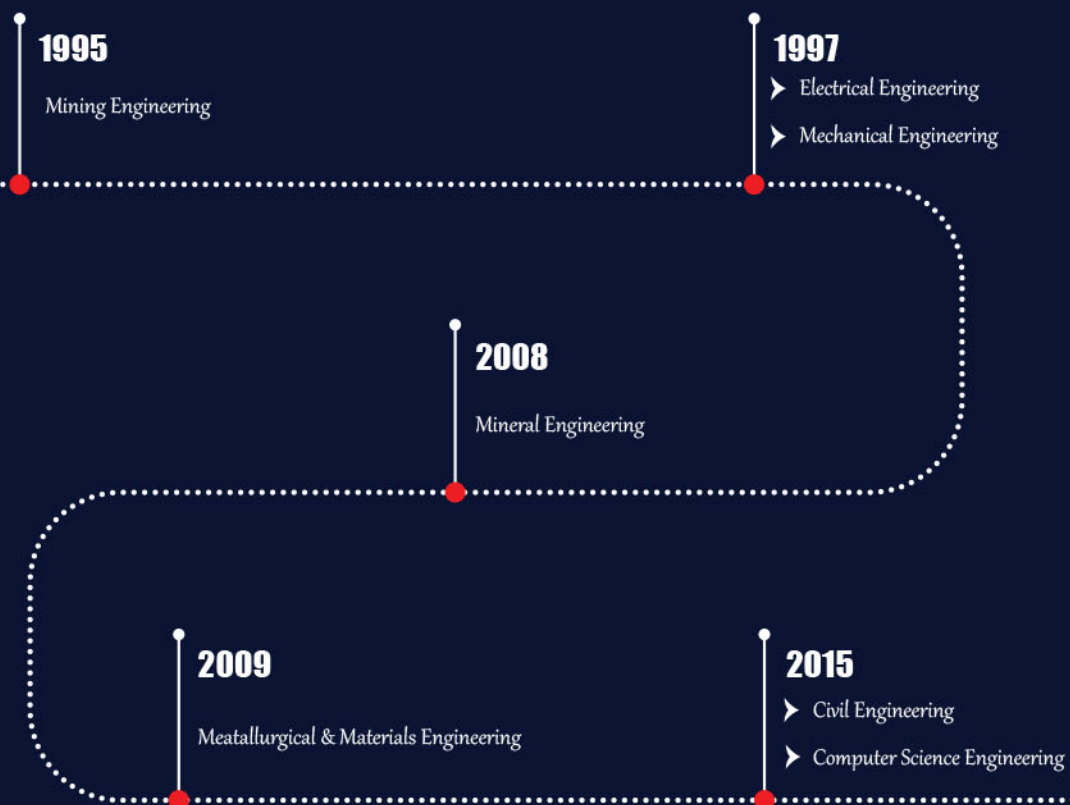 1995
Mining Engineering
1997
Electrical Engineering
Mechanical Engineering
2008
Mineral Engineering
2009
Meatallurgical & Materials Engineering
2015
Civil Engineering
Computer Science Engineering